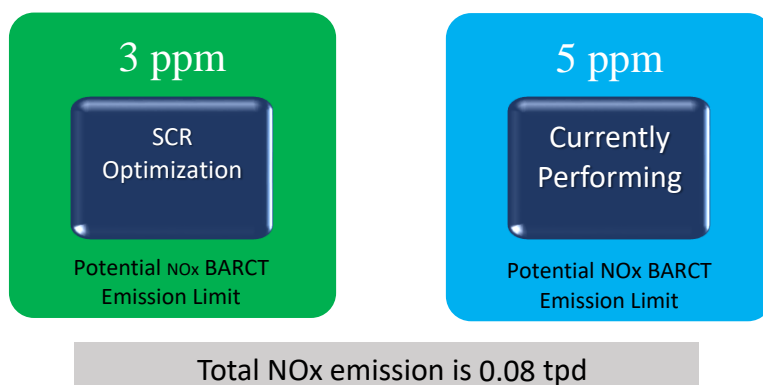 3 ppm
SCR
Optimization
Potential NOx BARCT
Emission Limit
5 ppm
Currently
Performing
Potential NOx BARCT
Emission Limit
Total NOx emission is 0.08 tpd